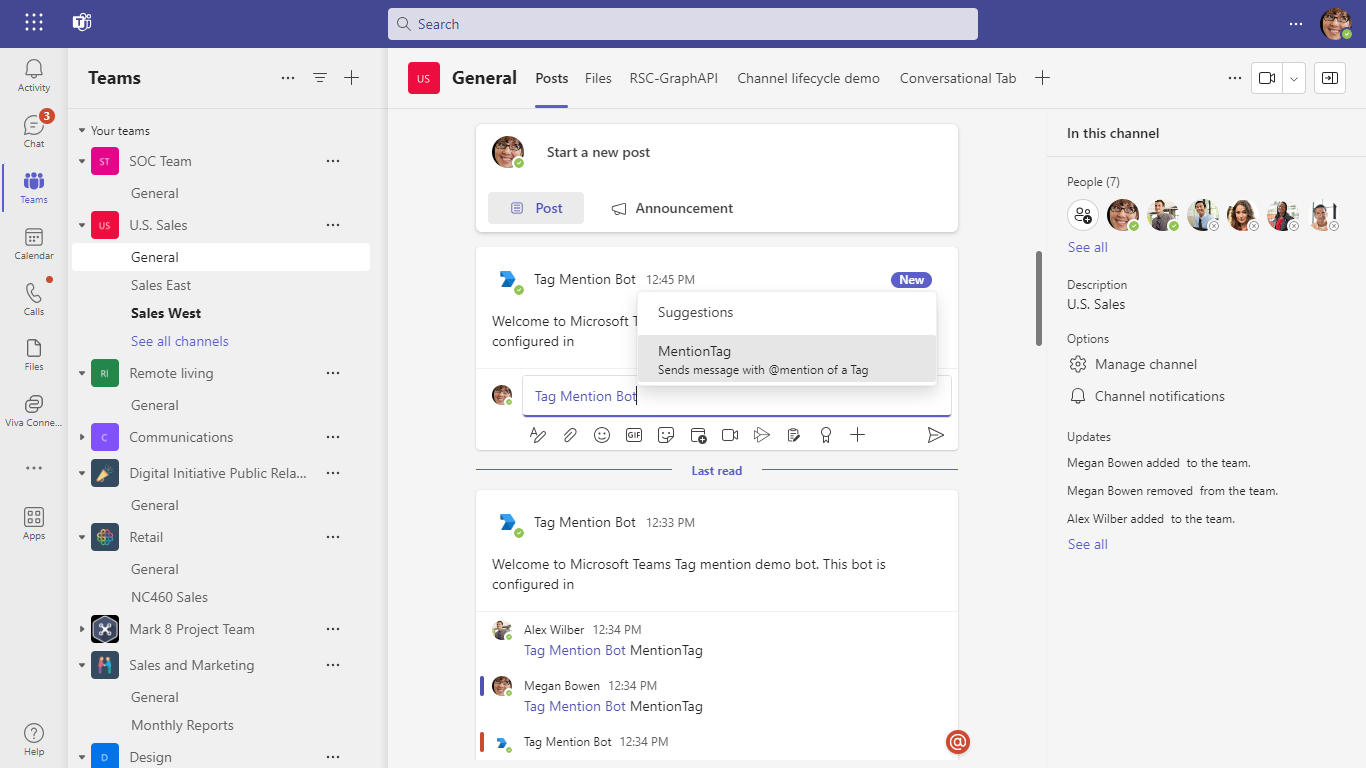 Search
Activity
Chat
3
Teams
Calendar
Calls
Files
Viva Conne...
Apps
Help
Teams
Your teams
ST
SOC Team
General
US
U.S. Sales
General
Sales East
Sales West
See all channels
RI
Remote living
General
C
Communications
Digital Initiative Public Rela...
General
Retail
General
NC460 Sales
Mark 8 Project Team
Sales and Marketing
General
Monthly Reports
D
Design
US
General
Posts
Files
RSC-GraphAPI
Channel lifecycle demo
Conversational Tab
Start a new post
Post
Announcement
Tag Mention Bot 12:45 PM
New
Welcome to Microsoft T
configured in
Suggestions
MentionTag
Sends message with @mention of a Tag
Tag Mention Bot
GIF
Last read
Tag Mention Bot 12:33 PM
Welcome to Microsoft Teams Tag mention demo bot. This bot is
configured in
Alex Wilber 12:34 PM
Tag Mention Bot MentionTag
Megan Bowen 12:34 PM
Tag Mention Bot MentionTag
Tag Mention Bot 12:34 PM
@
In this channel
People (7)
See all
Description
U.S. Sales
Options
Manage channel
Channel notifications
Updates
Megan Bowen added to the team.
Megan Bowen removed from the team.
Alex Wilber added to the team.
See all